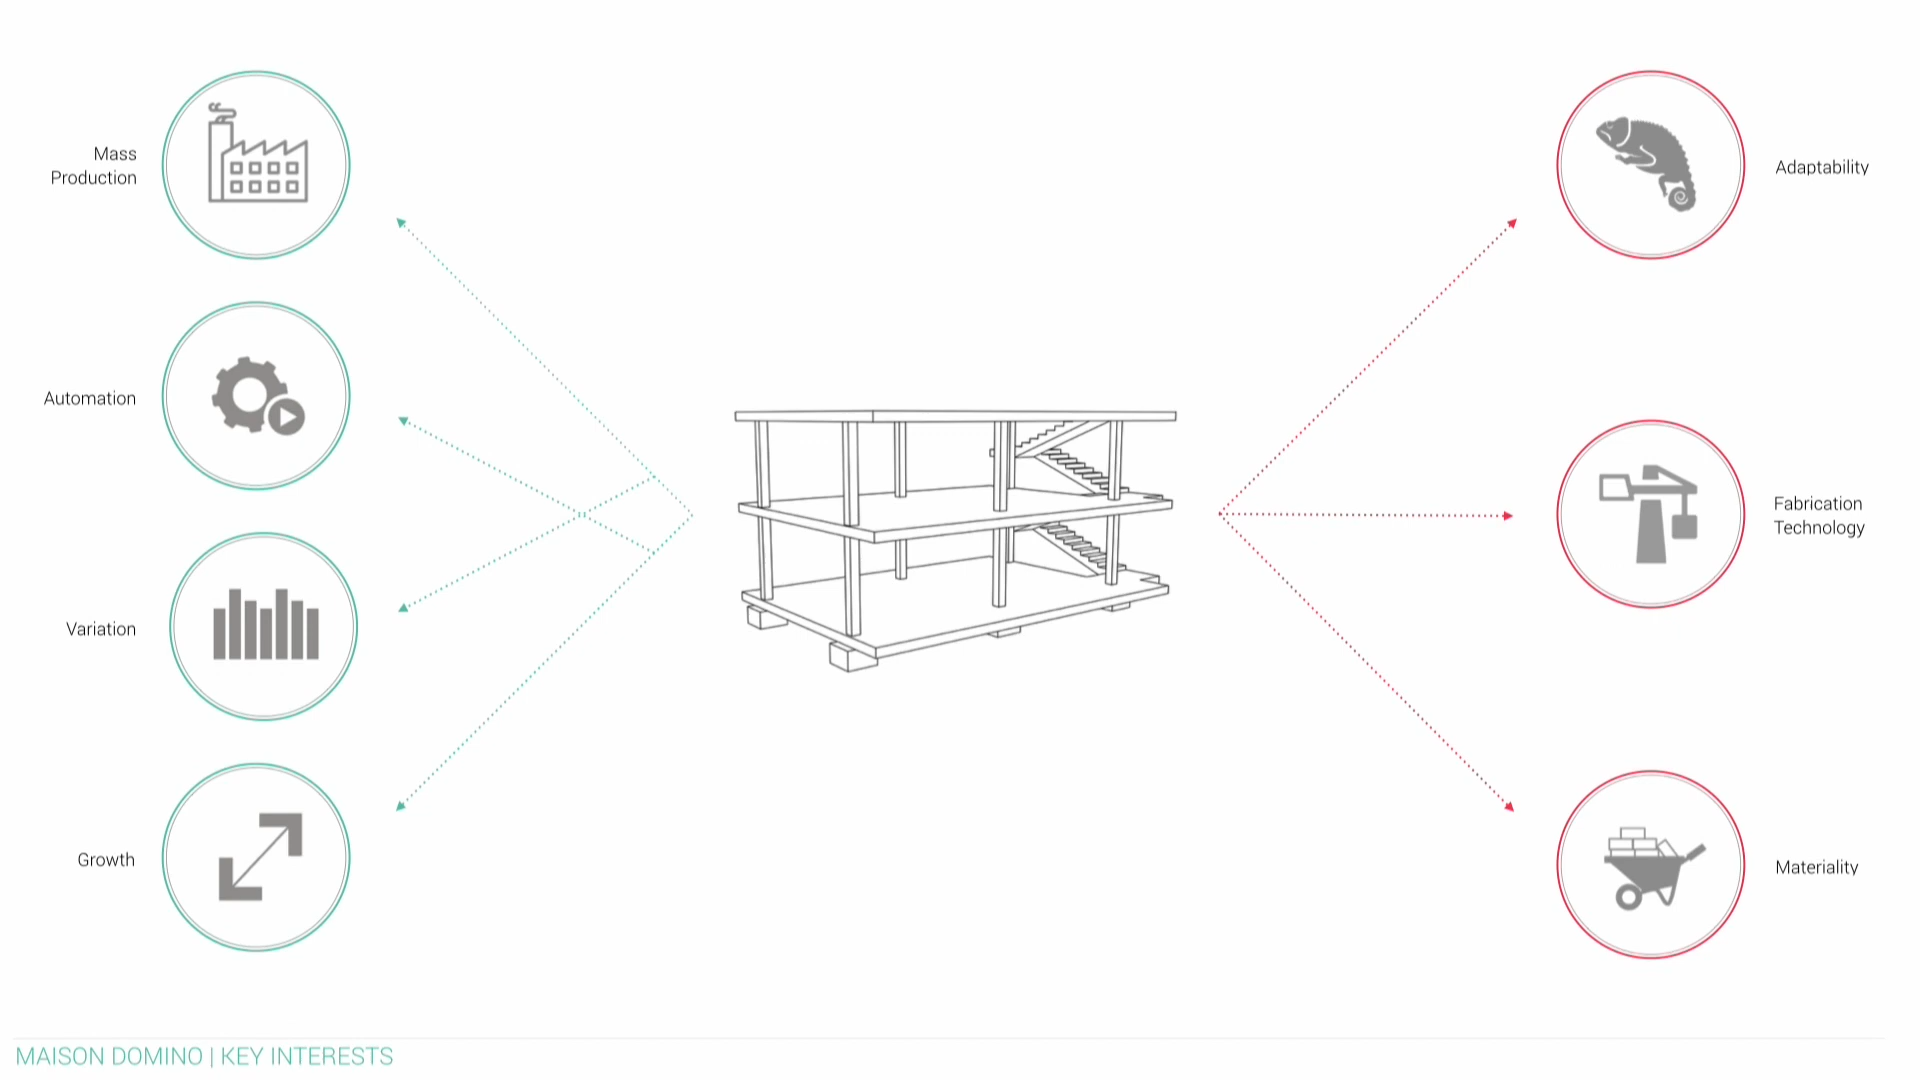 Mass
Production
Automation
Variation
Growth
Adaptability
Fabrication
Technology
Materiality
MAISON DOMINO | KEY INTERESTS